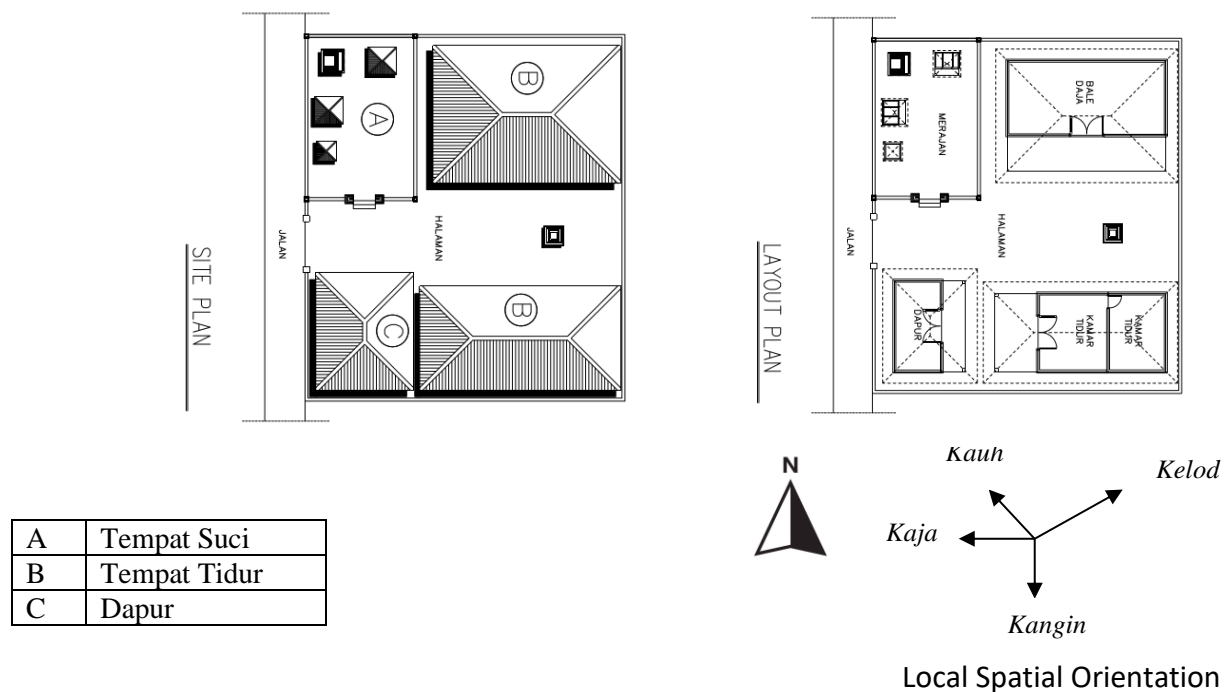 A
B
HALAMAN
JALAN
C
B
SITE PLAN
BALE
DAJA
MERAJAN
HALAMAN
JALAN
DAPUR
KAMAR
TIDUR
KAMAR
TIDUR
LAYOUT PLAN
A Tempat Suci
B Tempat Tidur
C Dapur
N
Kauh
Kelod
Kaja
Kangin
Local Spatial Orientation